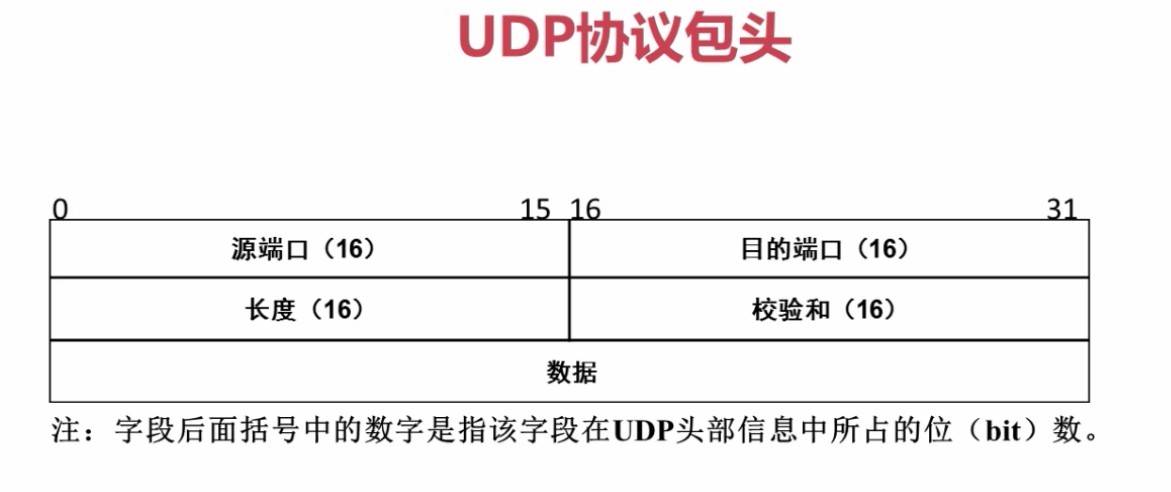 UDP协议包头
0 15 16 31
源端口（16） 目的端口（16）
长度（16） 校验和（16）
数据
注：字段后面括号中的数字是指该字段在UDP头部信息中所占的位（bit）数。